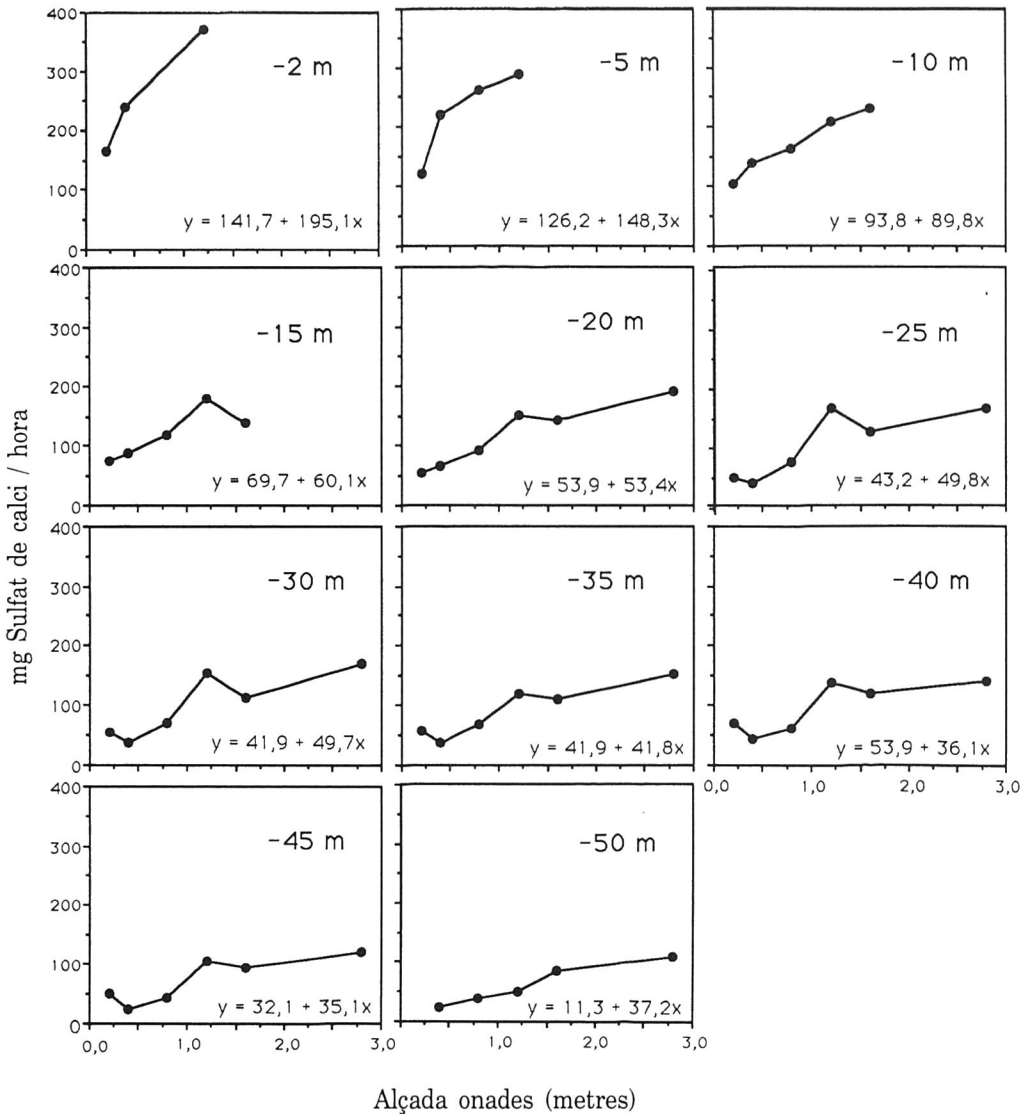 mg Sulfat de calci / hora
400
300
200
100
0
-2 m
y = 141,7 + 195,1x
-5 m
y = 126,2 + 148,3x
-10 m
y = 93,8 + 89,8x
400
300
200
100
0
-15 m
y = 69,7 + 60,1x
-20 m
y = 53,9 + 53,4x
-25 m
y = 43,2 + 49,8x
400
300
200
100
0
-30 m
y = 41,9 + 49,7x
-35 m
y = 41,9 + 41,8x
-40 m
y = 53,9 + 36,1x
0,0 1,0 2,0 3,0
400
300
200
100
0
-45 m
y = 32,1 + 35,1x
0,0 1,0 2,0 3,0
-50 m
y = 11,3 + 37,2x
1,0 2,0 3,0
Alçada onades (metres)